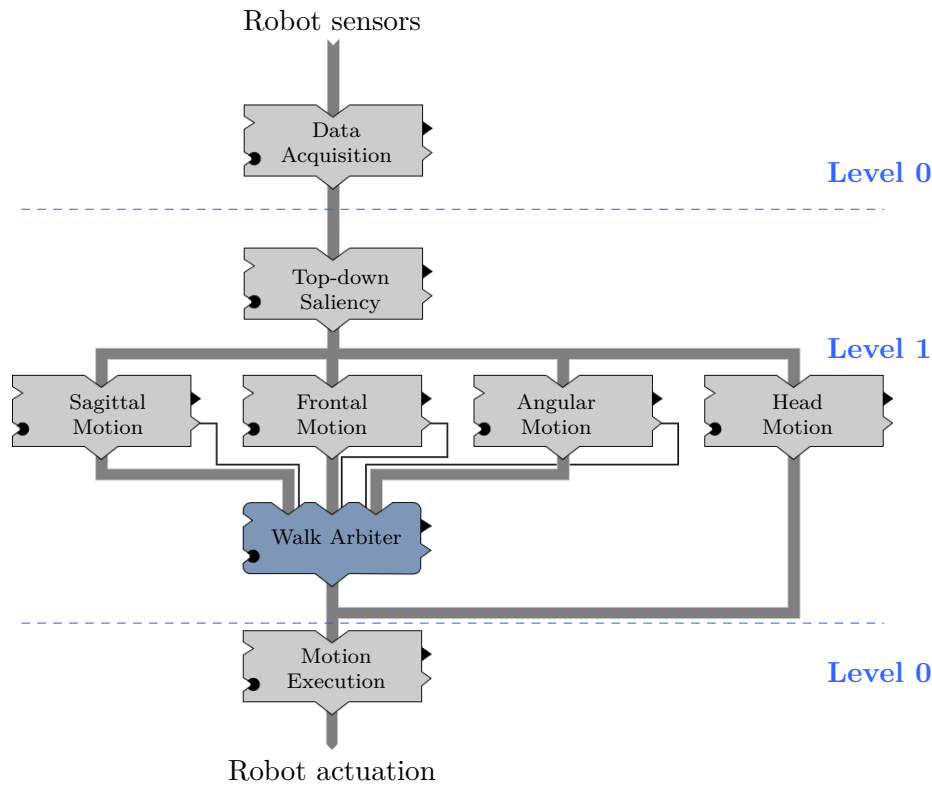 Robot sensors
Data
Acquisition
Level 0
Top-down
Saliency
Level 1
Sagittal
Motion
Frontal
Motion
Angular
Motion
Head
Motion
Walk Arbiter
Motion
Execution
Level 0
Robot actuation